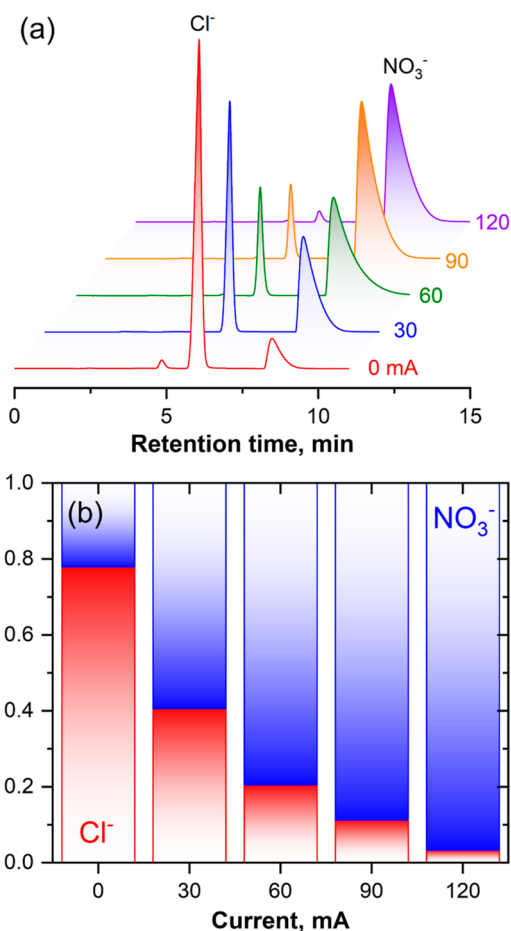 (a)
Cl⁻
NO₃⁻
120
90
60
30
0 mA
0 5 10 15
Retention time, min
1.0
(b)
NO₃⁻
0.8
0.6
0.4
0.2
Cl⁻
0.0
0 30 60 90 120
Current, mA